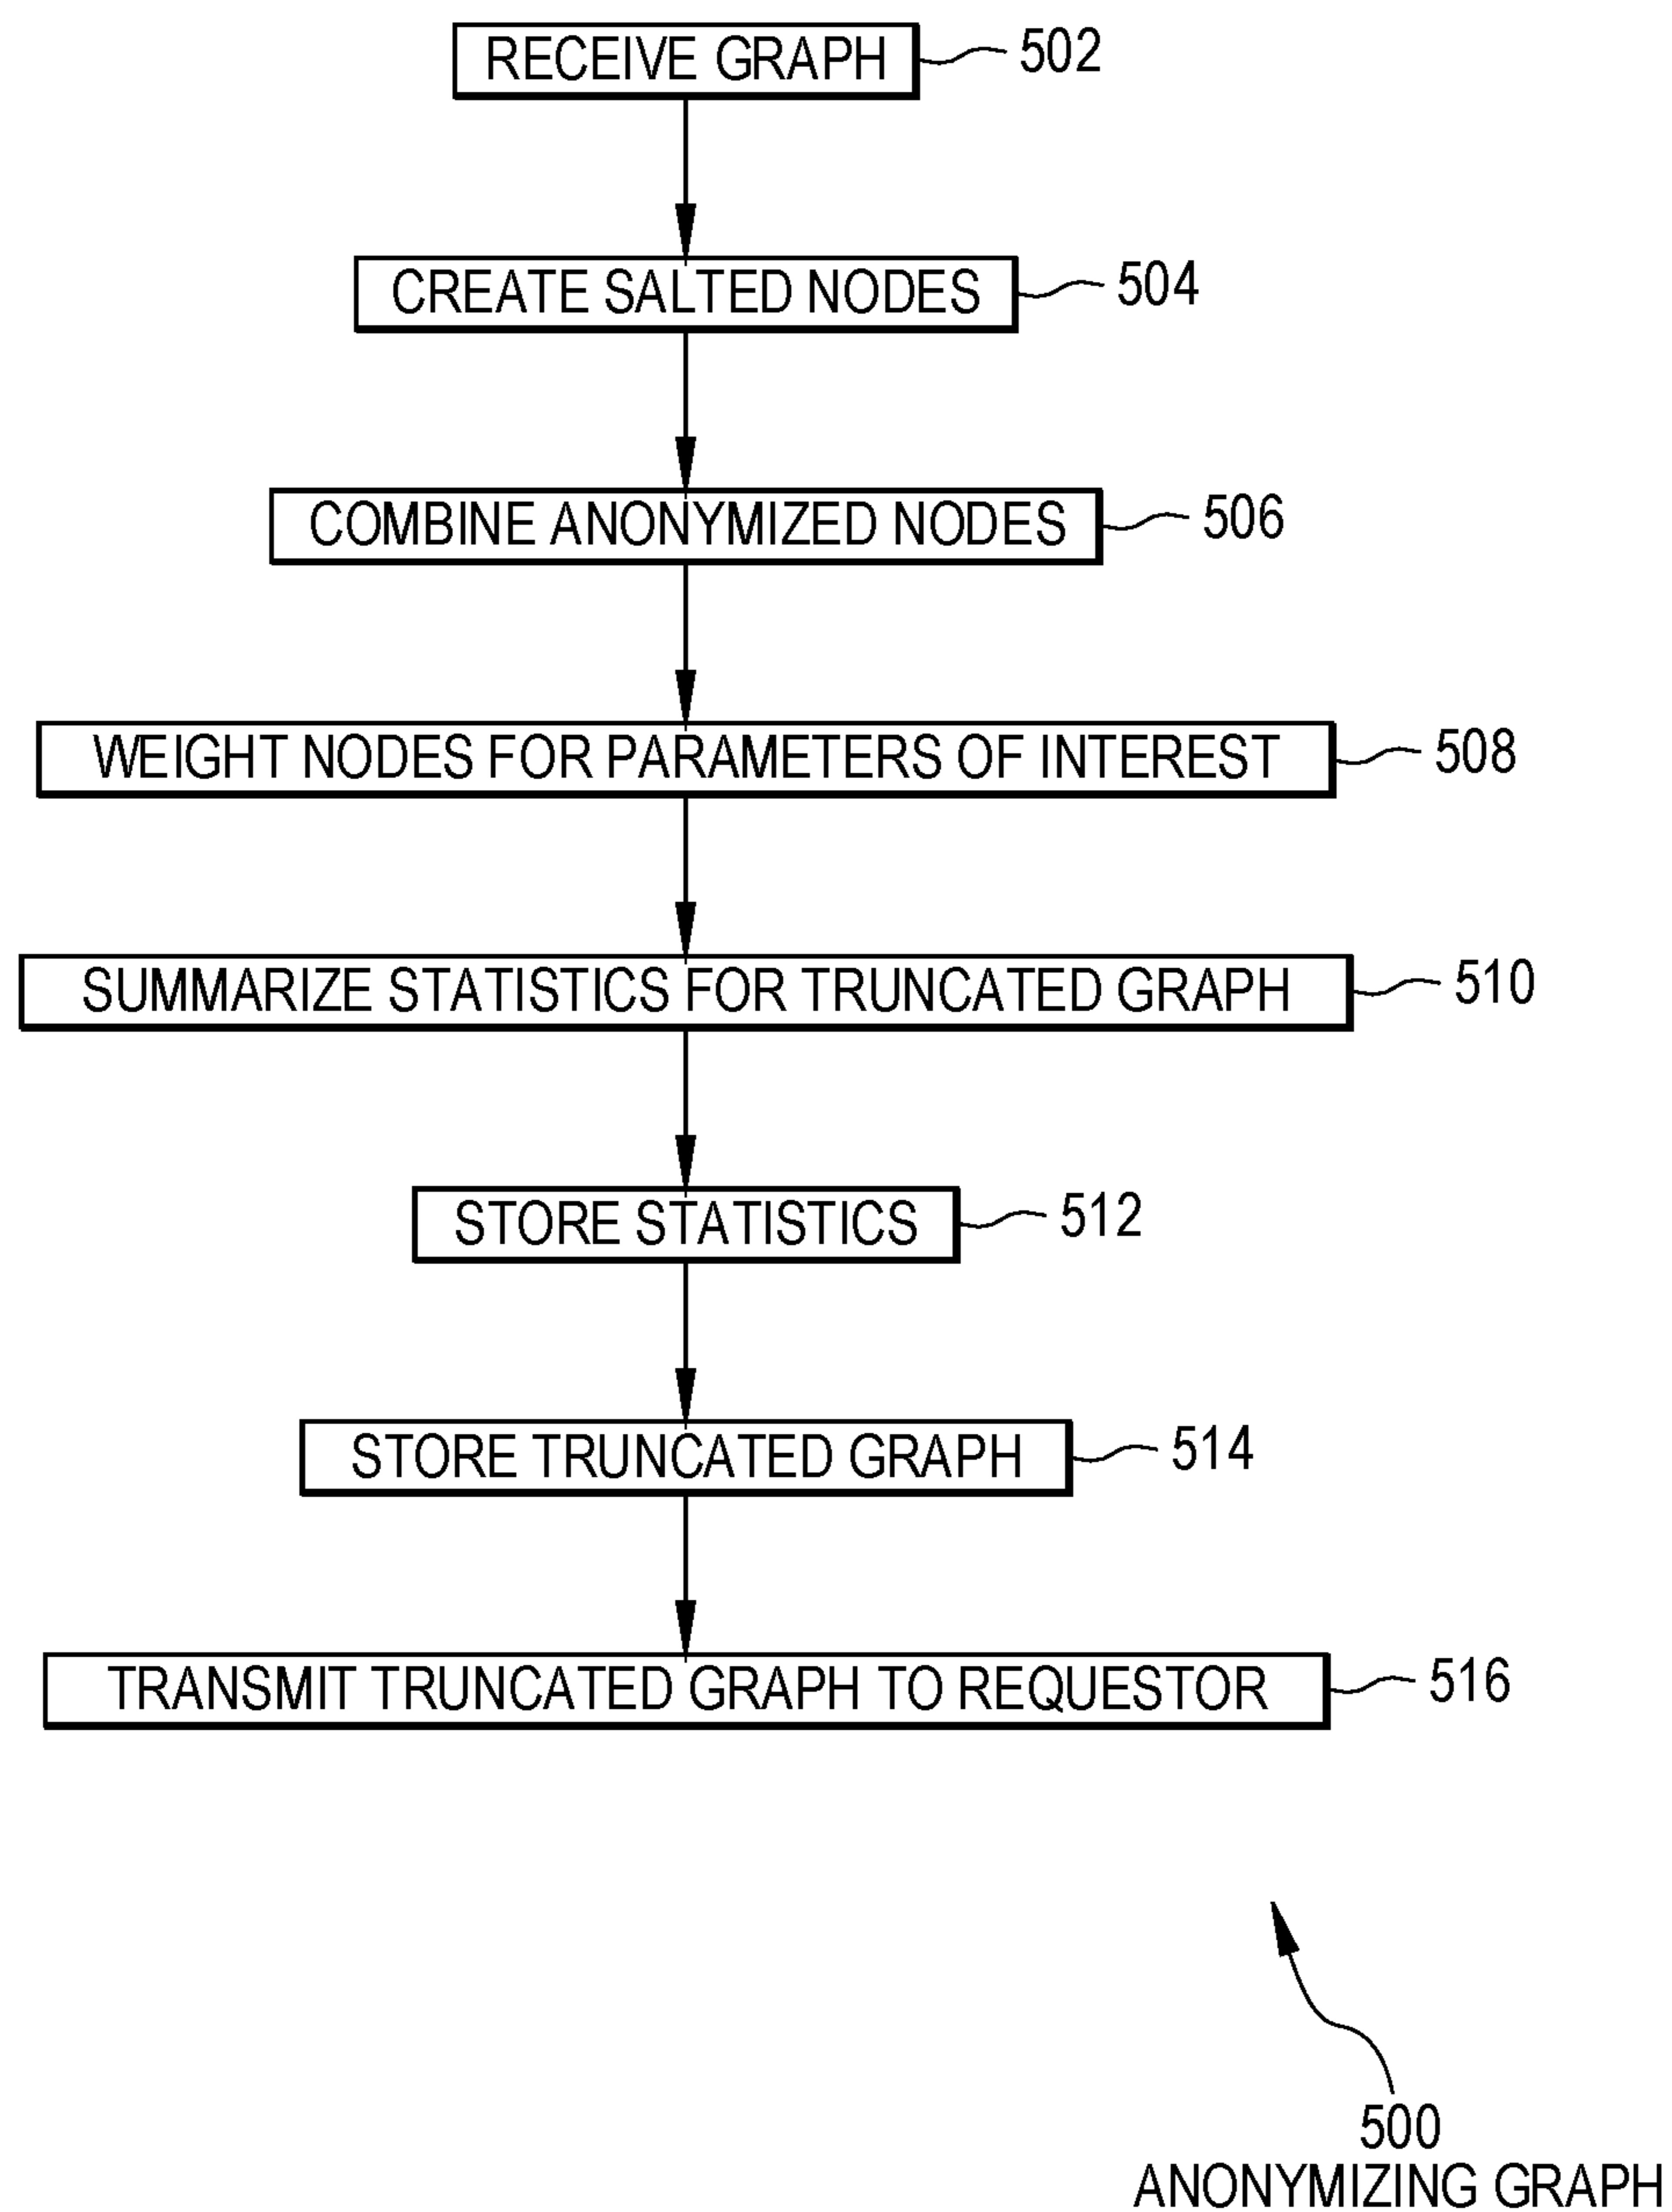 RECEIVE GRAPH 502
CREATE SALTED NODES 504
COMBINE ANONYMIZED NODES 506
WEIGHT NODES FOR PARAMETERS OF INTEREST 508
SUMMARIZE STATISTICS FOR TRUNCATED GRAPH 510
STORE STATISTICS 512
STORE TRUNCATED GRAPH 514
TRANSMIT TRUNCATED GRAPH TO REQUESTOR 516
500
ANONYMIZING GRAPH